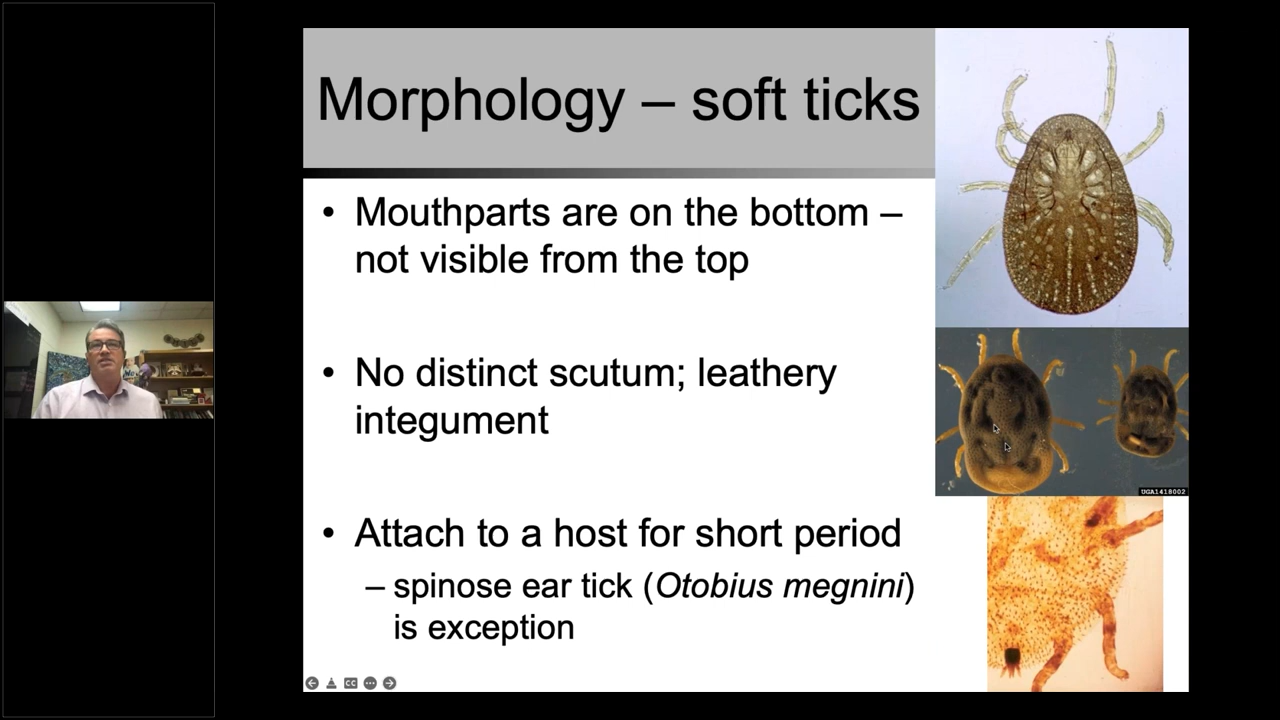 Morphology – soft ticks
• Mouthparts are on the bottom –
not visible from the top
• No distinct scutum; leathery
integument
• Attach to a host for short period
– spinose ear tick (Otobius megnini)
is exception
UGA1418002
CC